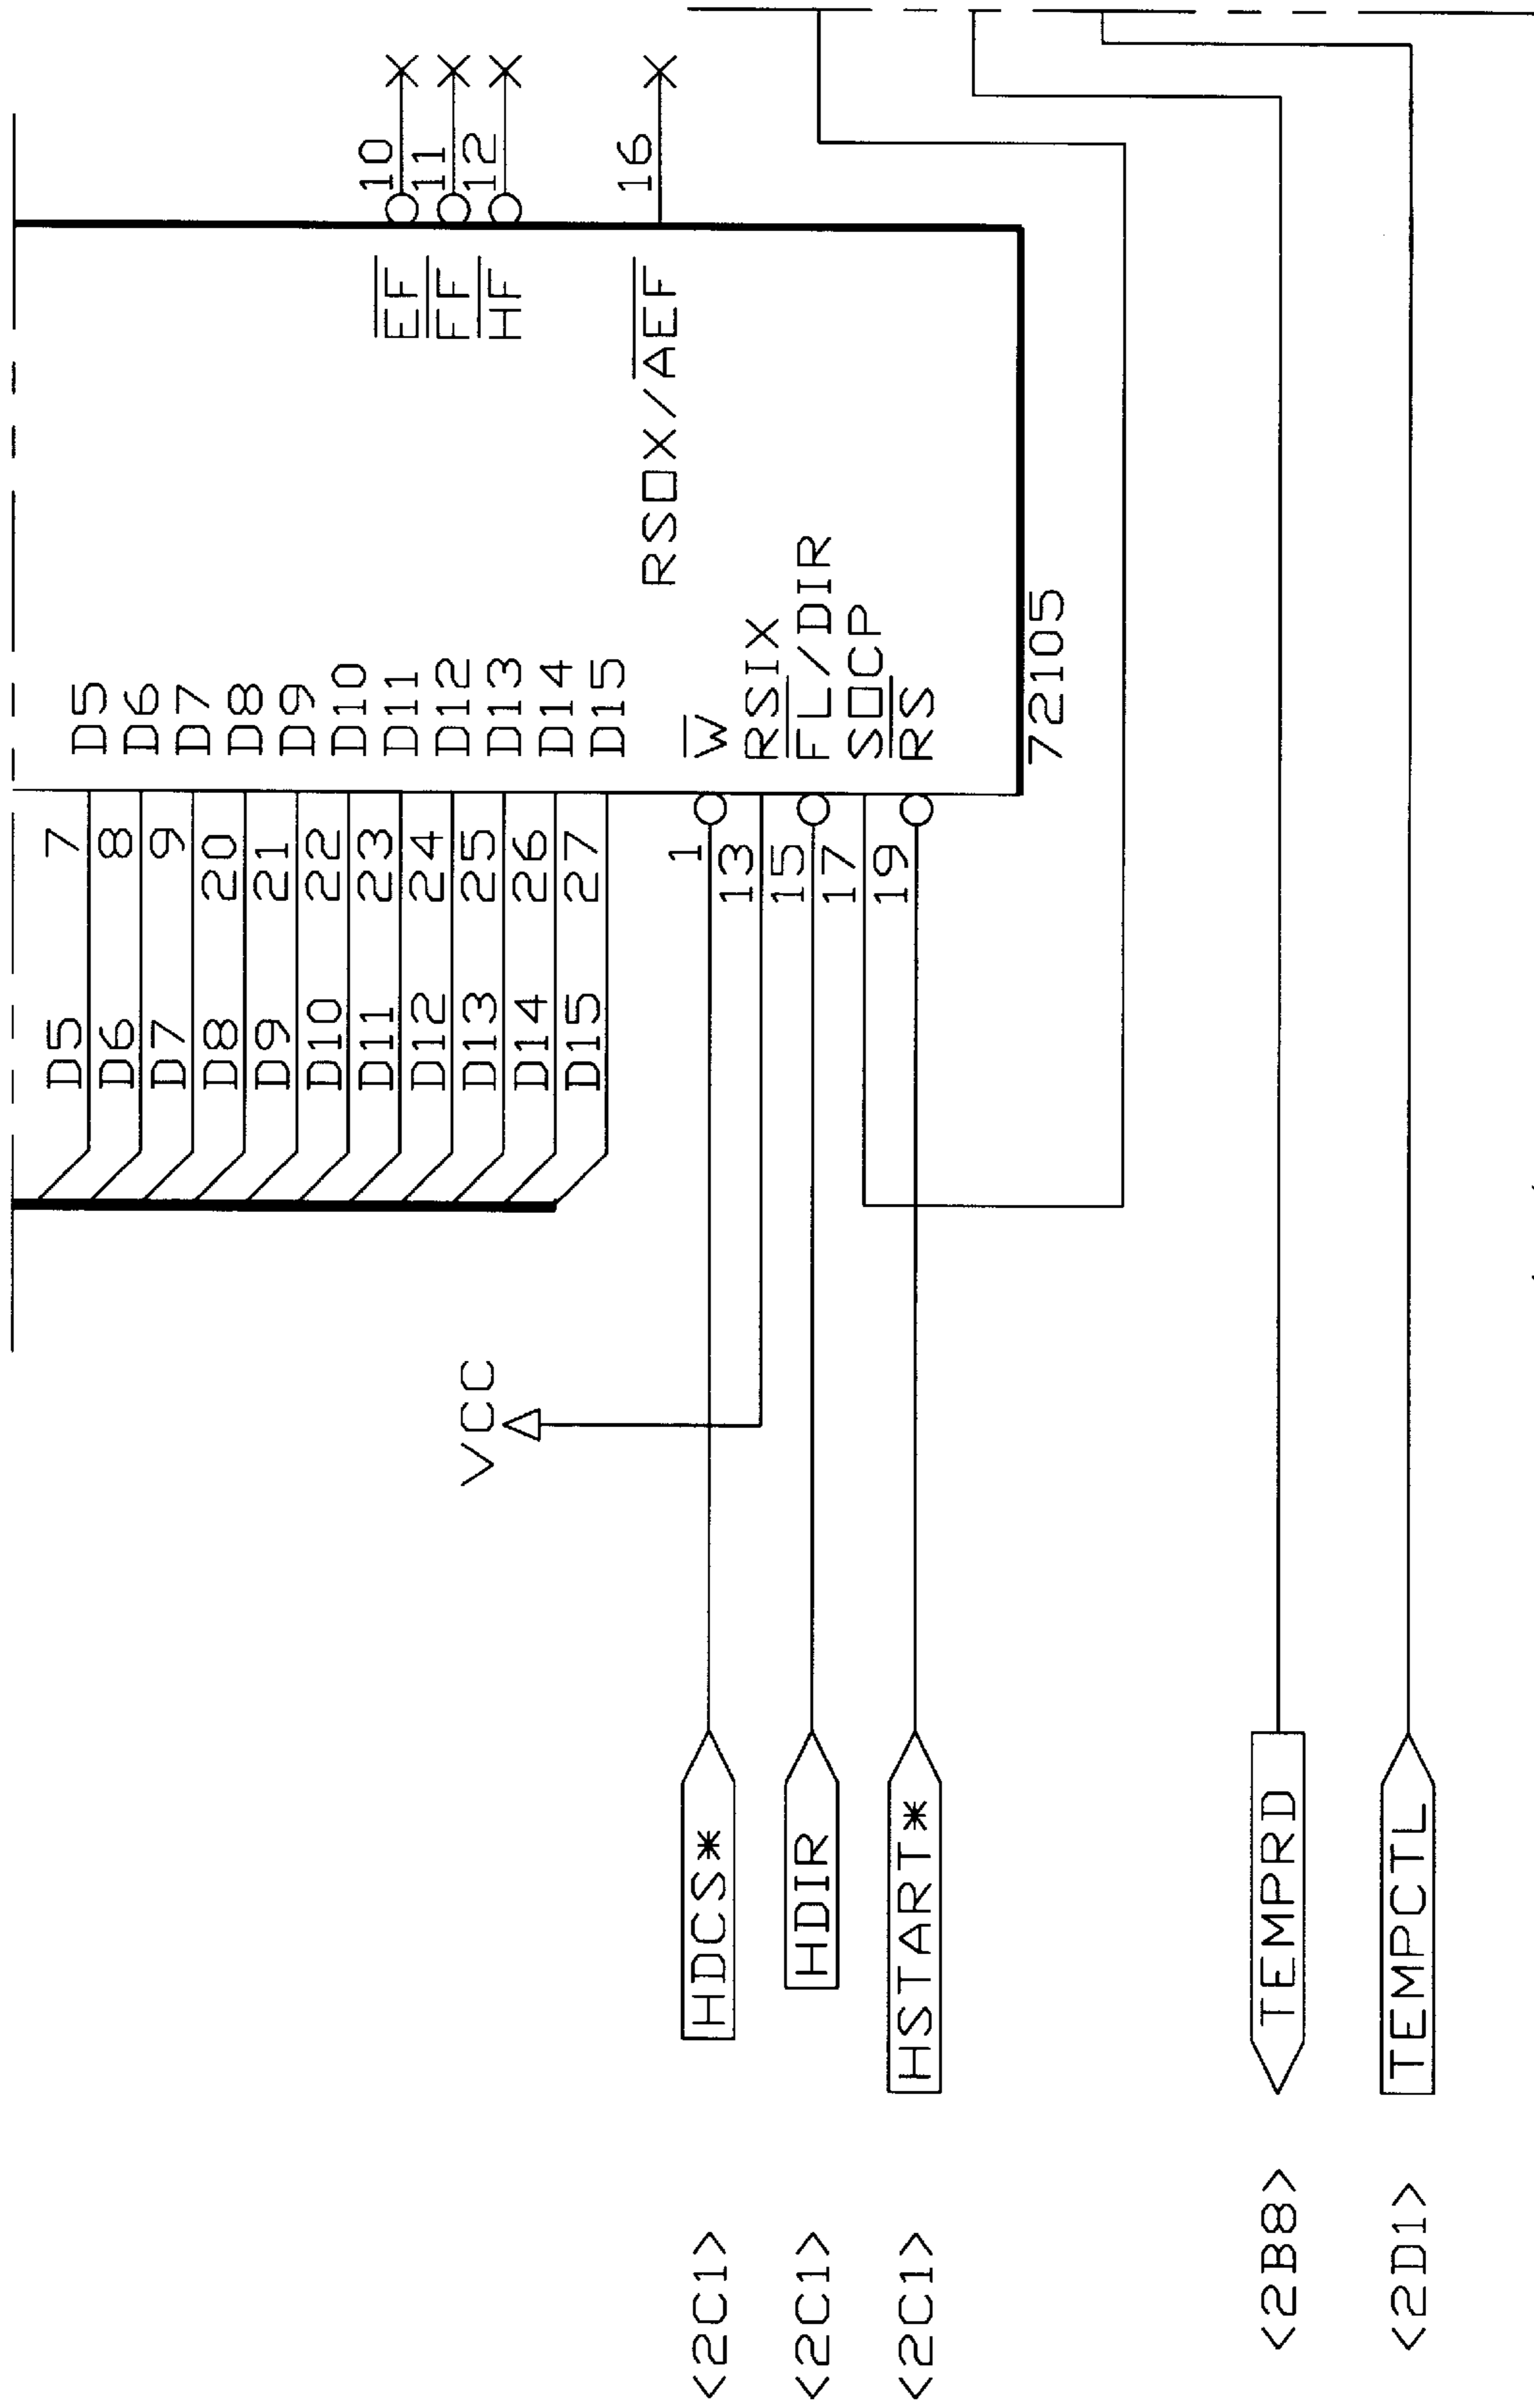 D5 7 D5
D6 8 D6
D7 9 D7
D8 20 D8
D9 21 D9
D10 22 D10
D11 23 D11
D12 24 D12
D13 25 D13
D14 26 D14
D15 27 D15
10 EF
11 FF
12 HF
16 RSOX/AEF
VCC
<2C1> HDCS* 1 W
13 RSIX
<2C1> HDIR 15 FL/DIR
17 SOCP
<2C1> HSTART* 19 RS
72105
<2B8> TEMPRD
<2D1> TEMPCTL